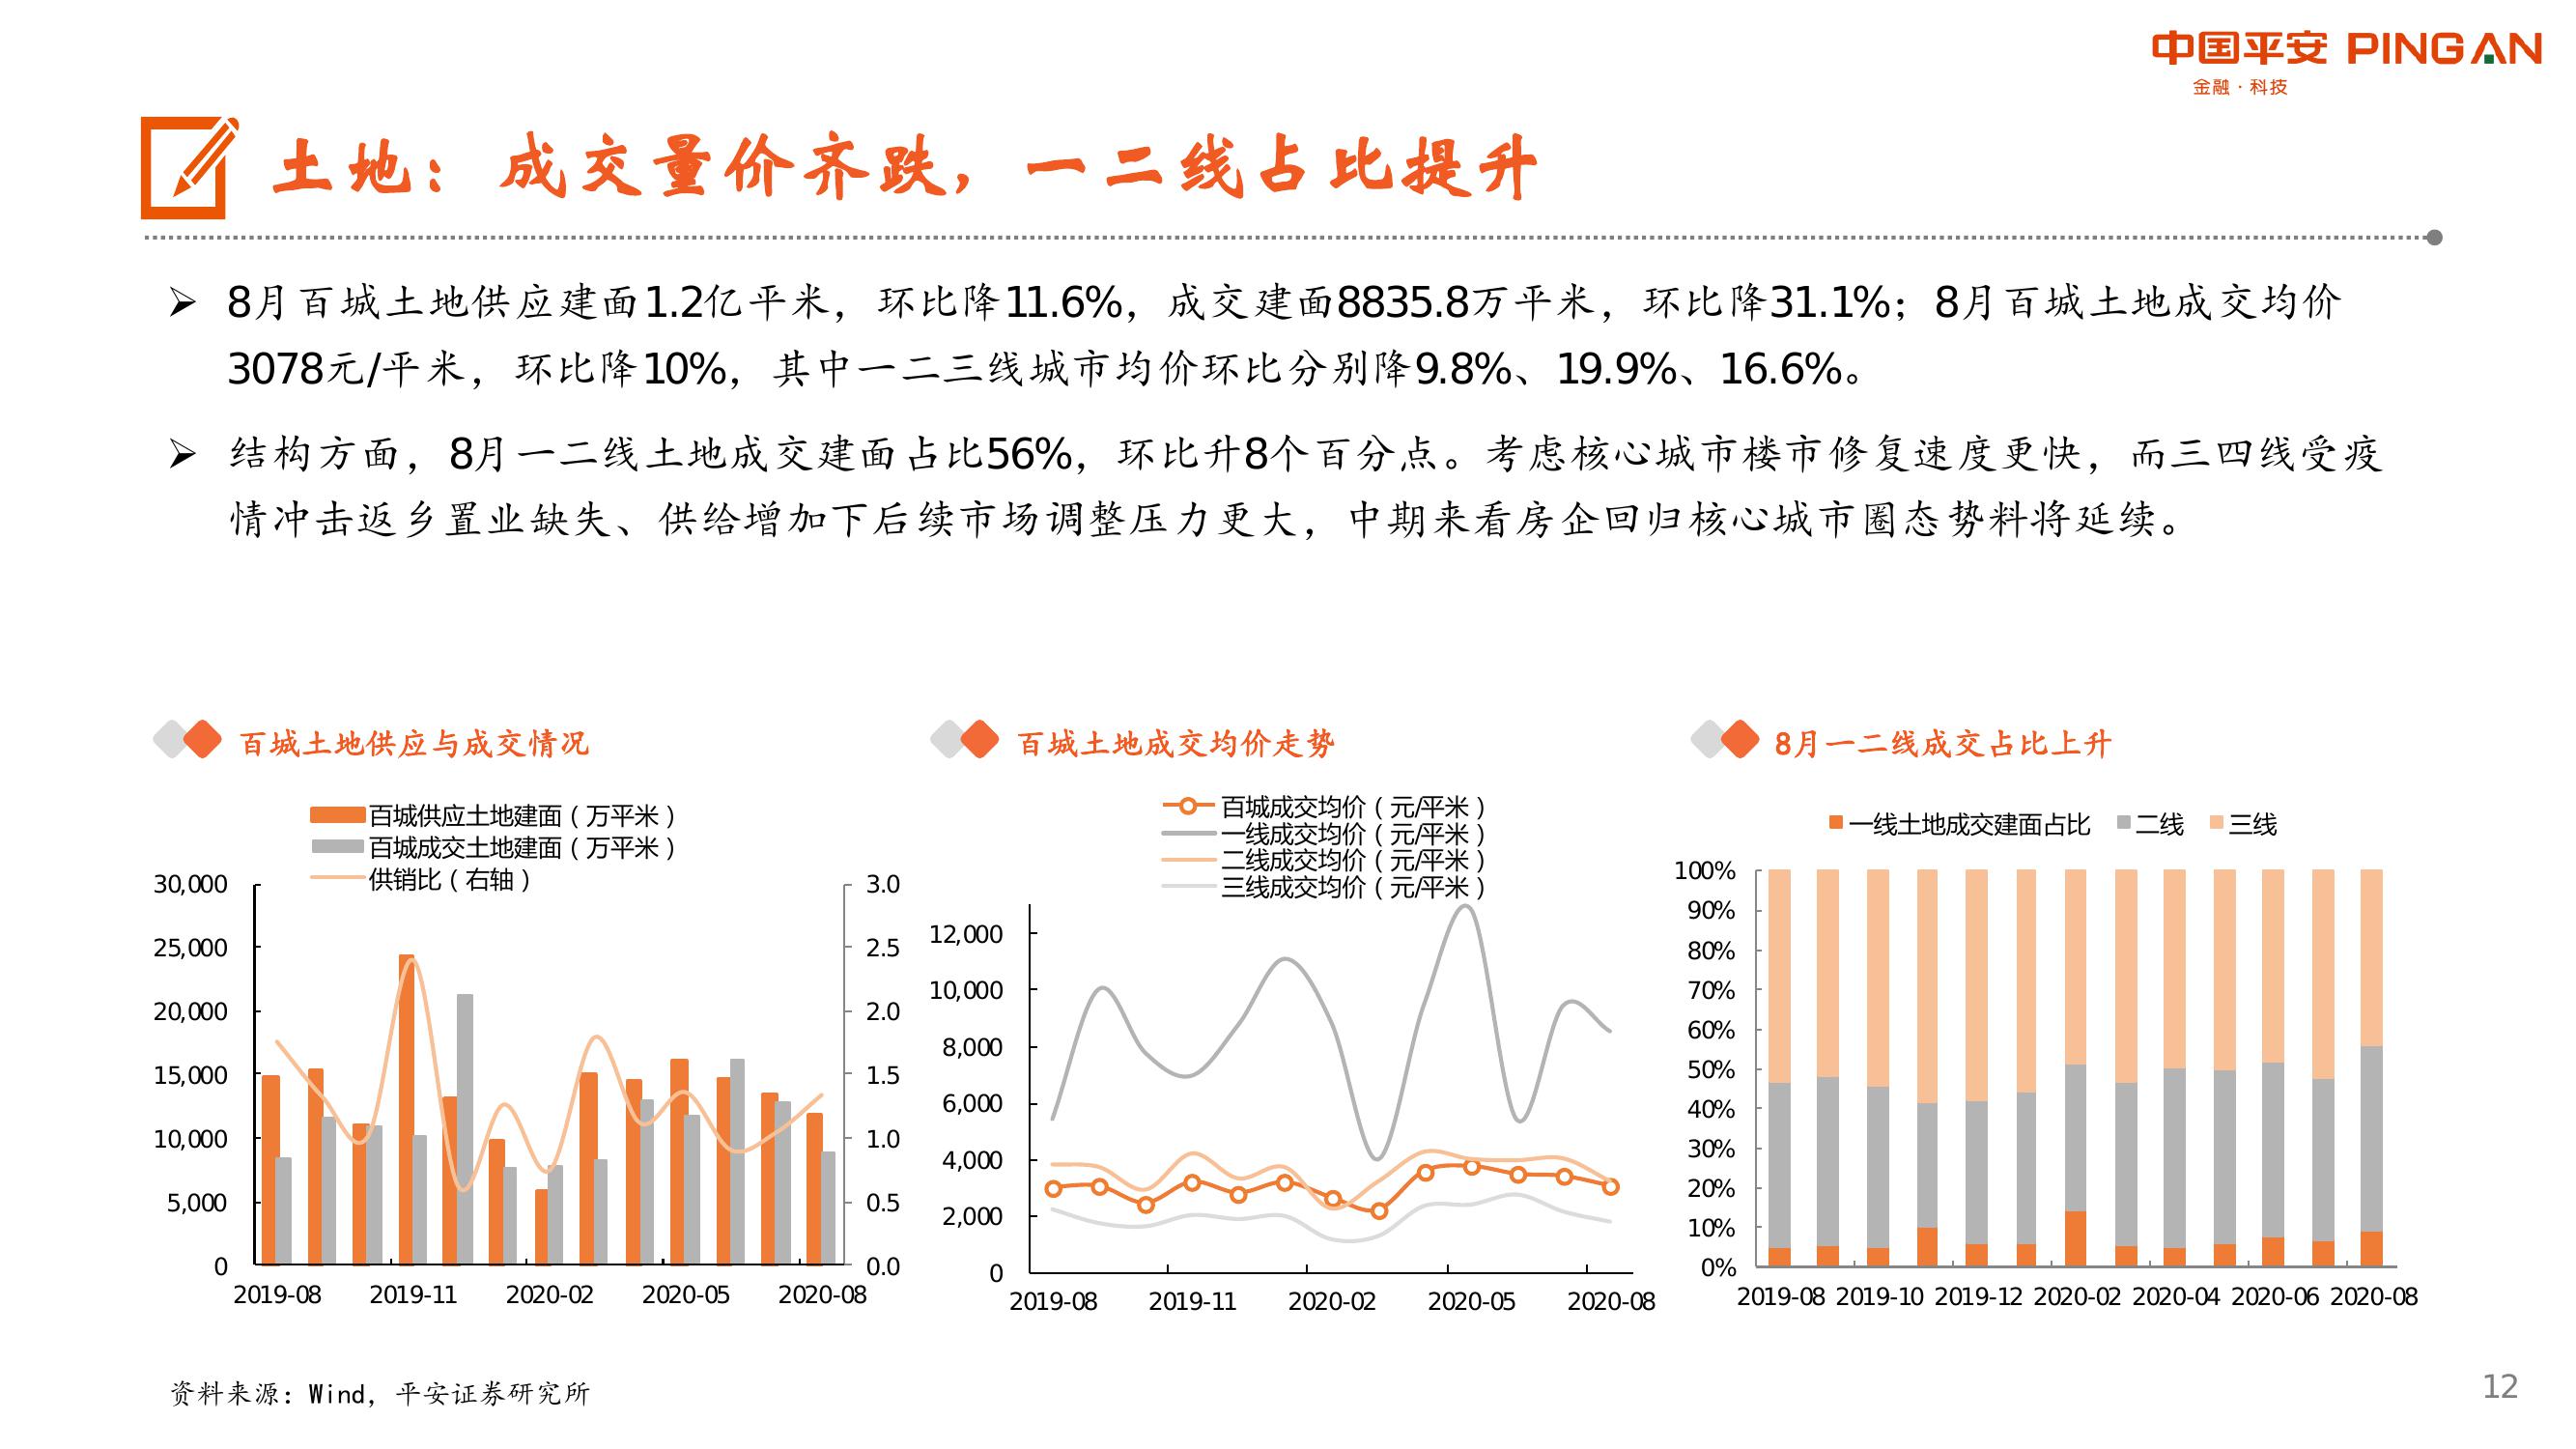 中国平安 PINGAN
金融·科技
土地：成交量价齐跌，一二线占比提升
➢ 8月百城土地供应建面1.2亿平米，环比降11.6%，成交建面8835.8万平米，环比降31.1%；8月百城土地成交均价
3078元/平米，环比降10%，其中一二三线城市均价环比分别降9.8%、19.9%、16.6%。
➢ 结构方面，8月一二线土地成交建面占比56%，环比升8个百分点。考虑核心城市楼市修复速度更快，而三四线受疫
情冲击返乡置业缺失、供给增加下后续市场调整压力更大，中期来看房企回归核心城市圈态势料将延续。
百城土地供应与成交情况
百城供应土地建面（万平米）
百城成交土地建面（万平米）
供销比（右轴）
30,000
25,000
20,000
15,000
10,000
5,000
0
3.0
2.5
2.0
1.5
1.0
0.5
0.0
2019-08 2019-11 2020-02 2020-05 2020-08
百城土地成交均价走势
百城成交均价（元/平米）
一线成交均价（元/平米）
二线成交均价（元/平米）
三线成交均价（元/平米）
12,000
10,000
8,000
6,000
4,000
2,000
0
2019-08 2019-11 2020-02 2020-05 2020-08
8月一二线成交占比上升
一线土地成交建面占比 二线 三线
100%
90%
80%
70%
60%
50%
40%
30%
20%
10%
0%
2019-08 2019-10 2019-12 2020-02 2020-04 2020-06 2020-08
资料来源：Wind，平安证券研究所
12